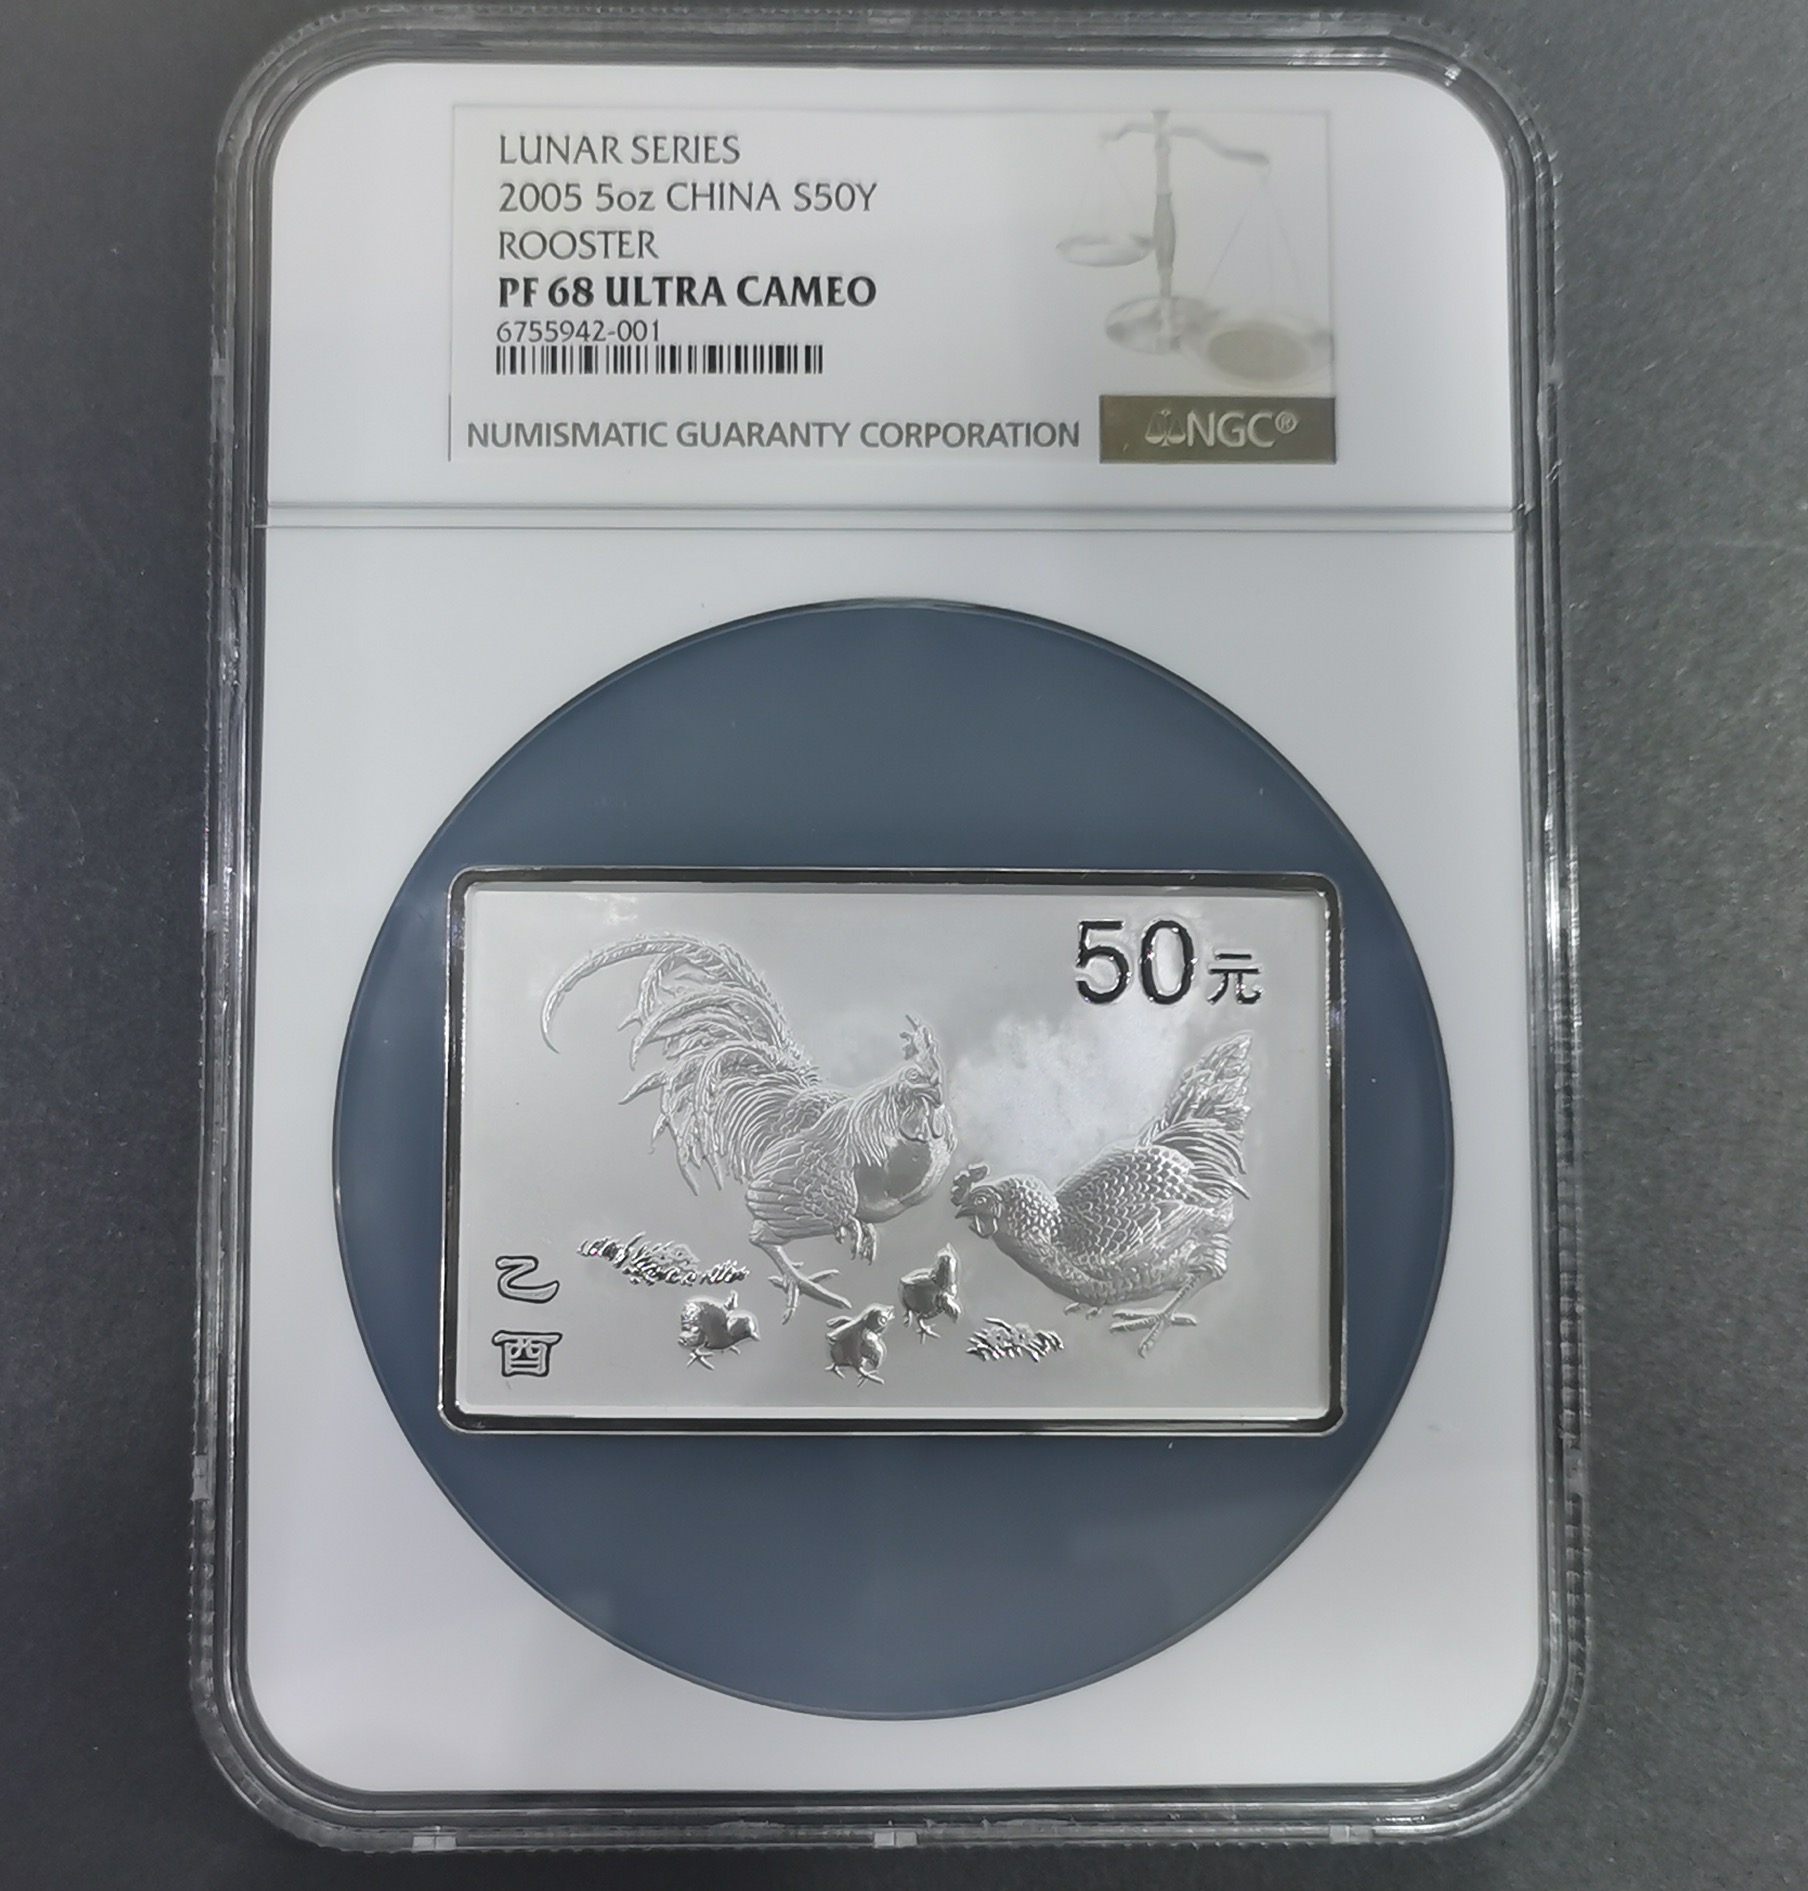 LUNAR SERIES
2005 5oz CHINA S50Y
ROOSTER
PF 68 ULTRA CAMEO
6755942-001
NUMISMATIC GUARANTY CORPORATION
NGC®
50元
乙
酉